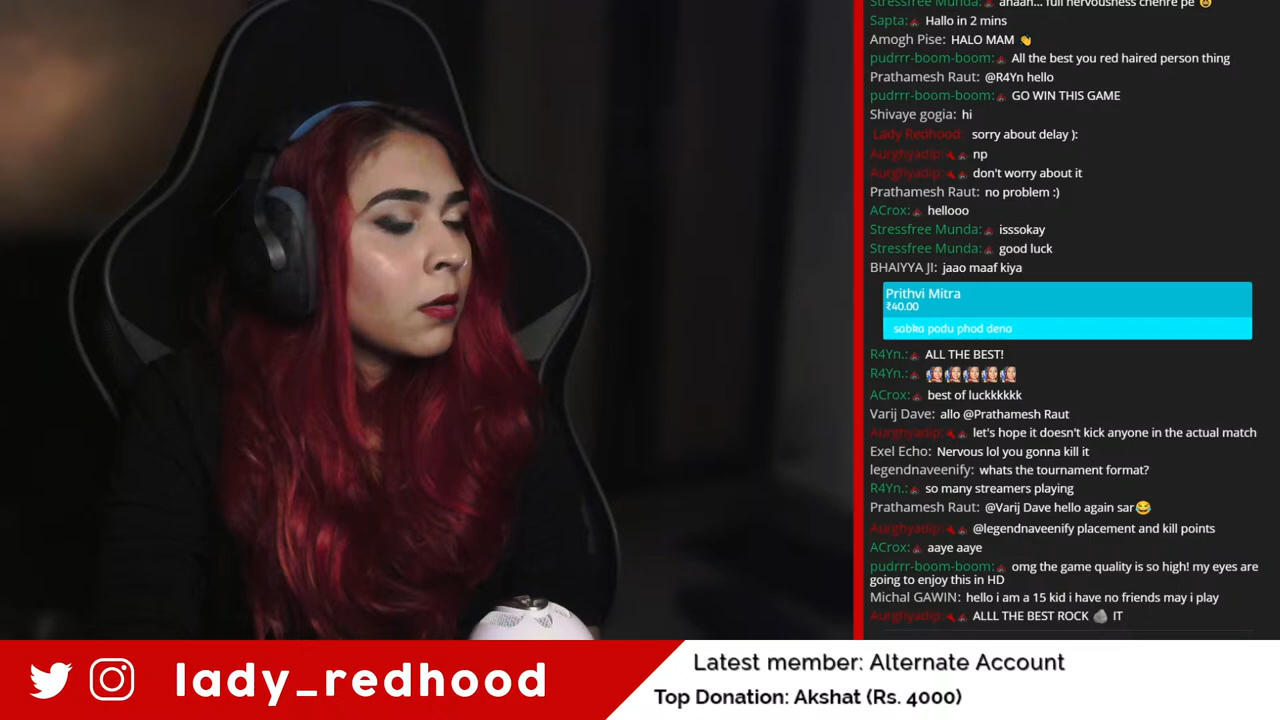 Stressfree Munda: ahaan... full nervousness chehre pe
Sapta: Hallo in 2 mins
Amogh Pise: HALO MAM
pudrrr-boom-boom: All the best you red haired person thing
Prathamesh Raut: @R4Yn hello
pudrrr-boom-boom: GO WIN THIS GAME
Shivaye gogia: hi
Lady Redhood: sorry about delay ):
Aurghyadip: np
Aurghyadip: don't worry about it
Prathamesh Raut: no problem :)
ACrox: hellooo
Stressfree Munda: isssokay
Stressfree Munda: good luck
BHAIYYA JI: jaao maaf kiya
Prithvi Mitra
₹40.00
sabka padu phod dena
R4Yn.: ALL THE BEST!
R4Yn.:
ACrox: best of luckkkkkk
Varij Dave: allo @Prathamesh Raut
Aurghyadip: let's hope it doesn't kick anyone in the actual match
Exel Echo: Nervous lol you gonna kill it
legendnaveenify: whats the tournament format?
R4Yn.: so many streamers playing
Prathamesh Raut: @Varij Dave hello again sar
Aurghyadip: @legendnaveenify placement and kill points
ACrox: aaye aaye
pudrrr-boom-boom: omg the game quality is so high! my eyes are
going to enjoy this in HD
Michal GAWIN: hello i am a 15 kid i have no friends may i play
Aurghyadip: ALLL THE BEST ROCK IT
lady_redhood
Latest member: Alternate Account
Top Donation: Akshat (Rs. 4000)